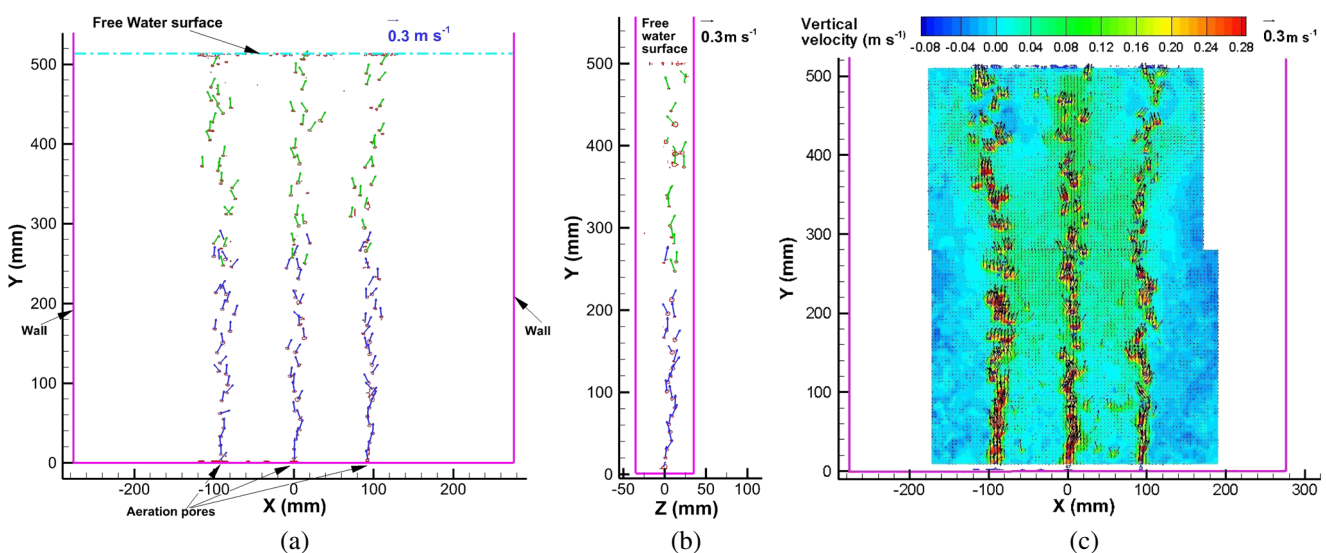 Free Water surface
0.3 m s⁻¹
500
400
300
200
100
0
Y (mm)
Wall
Wall
-200
-100
0
100
200
Aeration pores
X (mm)
(a)
Free
water
surface
0.3m s⁻¹
500
400
300
200
100
0
Y (mm)
-50
0
50
100
Z (mm)
(b)
Vertical
velocity (m s⁻¹)
-0.08 -0.04 0.00 0.04 0.08 0.12 0.16 0.20 0.24 0.28
0.3m s⁻¹
500
400
300
200
100
0
Y (mm)
-200
-100
0
100
200
300
X (mm)
(c)